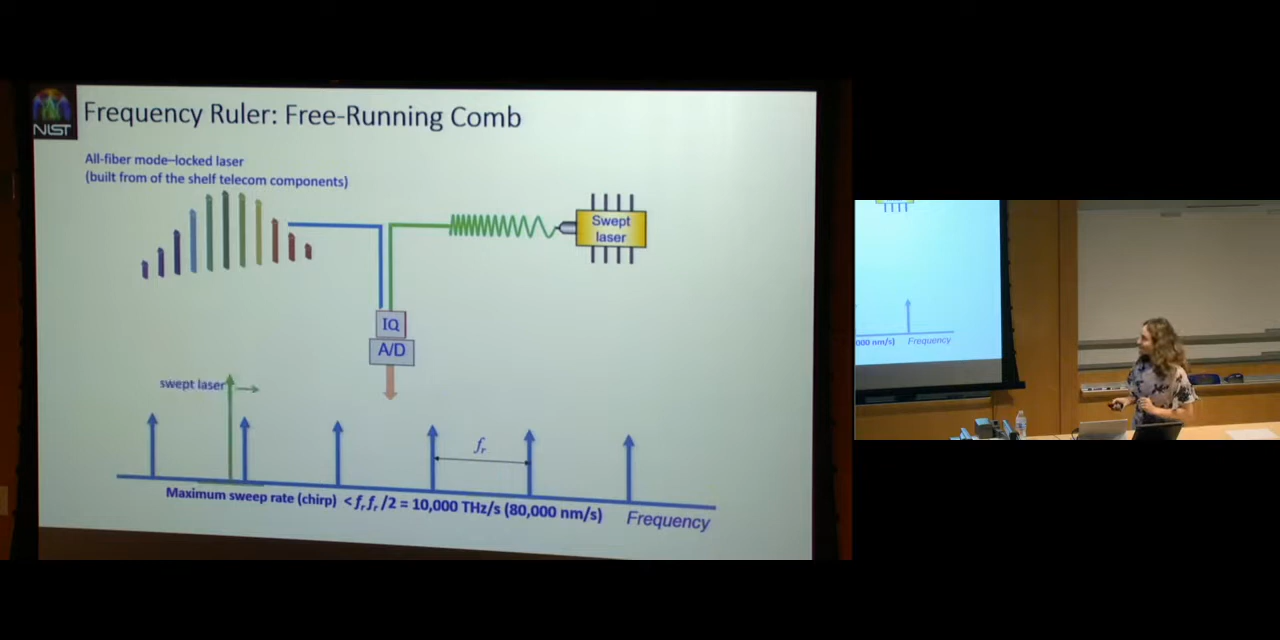 NIST
Frequency Ruler: Free-Running Comb
All-fiber mode–locked laser
(built from of the shelf telecom components)
Swept
laser
IQ
A/D
swept laser
fr
Maximum sweep rate (chirp) < fr fr /2 = 10,000 THz/s (80,000 nm/s)
Frequency
000 nm/s)
Frequency